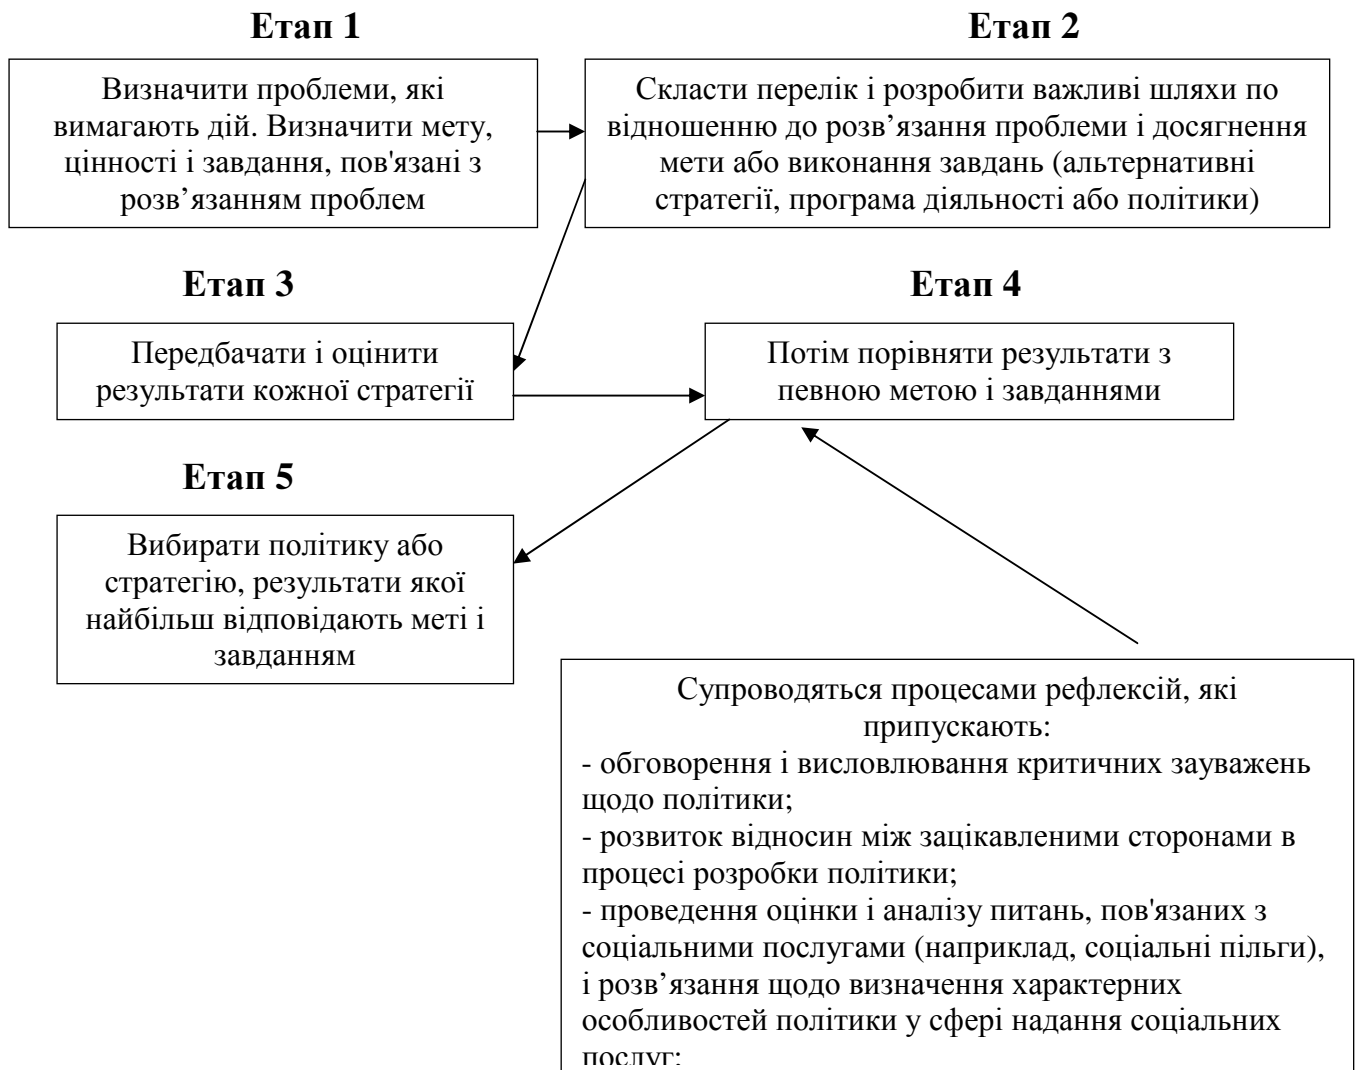 Етап 1
Етап 2
Визначити проблеми, які
вимагають дій. Визначити мету,
цінності і завдання, пов'язані з
розв’язанням проблем
Скласти перелік і розробити важливі шляхи по
відношенню до розв’язання проблеми і досягнення
мети або виконання завдань (альтернативні
стратегії, програма діяльності або політики)
Етап 3
Етап 4
Передбачати і оцінити
результати кожної стратегії
Потім порівняти результати з
певною метою і завданнями
Етап 5
Вибирати політику або
стратегію, результати якої
найбільш відповідають меті і
завданням
Супроводяться процесами рефлексій, які
припускають:
- обговорення і висловлювання критичних зауважень
щодо політики;
- розвиток відносин між зацікавленими сторонами в
процесі розробки політики;
- проведення оцінки і аналізу питань, пов'язаних з
соціальними послугами (наприклад, соціальні пільги),
і розв’язання щодо визначення характерних
особливостей політики у сфері надання соціальних
послуг;